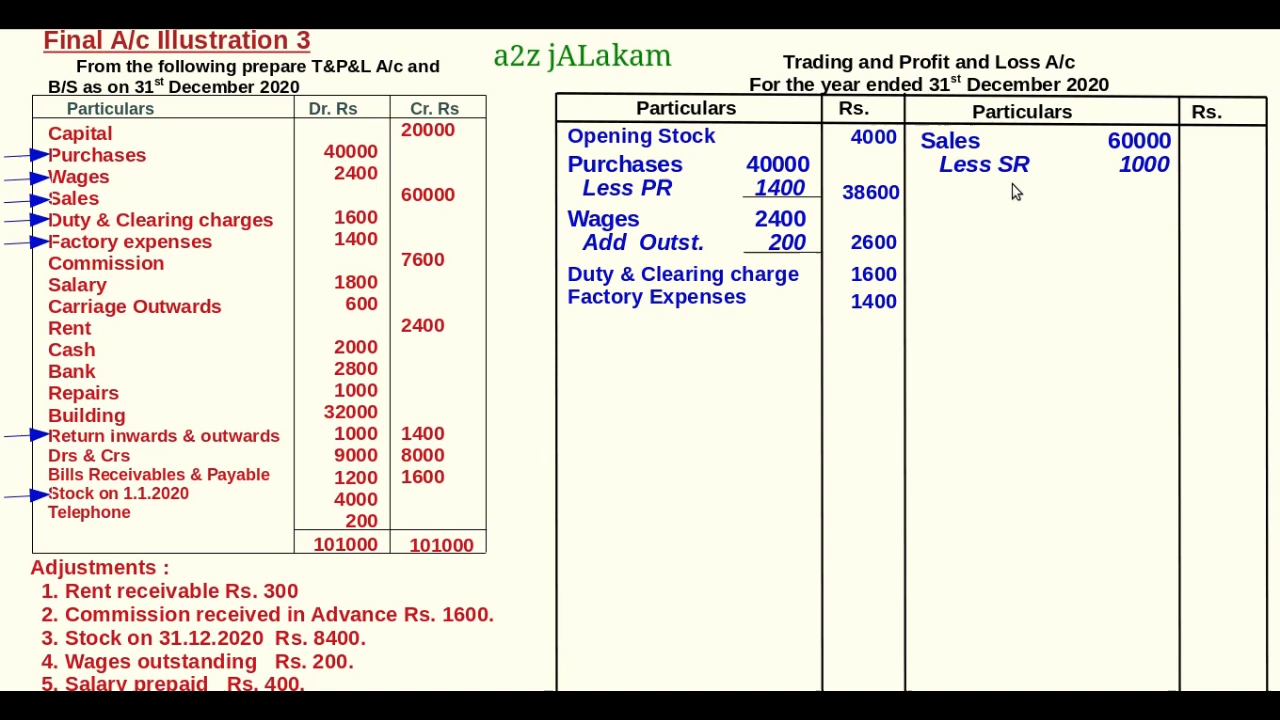 Final A/c Illustration 3
From the following prepare T&P&L A/c and
B/S as on 31st December 2020
Particulars Dr. Rs Cr. Rs
Capital 20000
Purchases 40000
Wages 2400
Sales 60000
Duty & Clearing charges 1600
Factory expenses 1400
Commission 7600
Salary 1800
Carriage Outwards 600
Rent 2400
Cash 2000
Bank 2800
Repairs 1000
Building 32000
Return inwards & outwards 1000 1400
Drs & Crs 9000 8000
Bills Receivables & Payable 1200 1600
Stock on 1.1.2020 4000
Telephone 200
101000 101000
Adjustments :
1. Rent receivable Rs. 300
2. Commission received in Advance Rs. 1600.
3. Stock on 31.12.2020 Rs. 8400.
4. Wages outstanding Rs. 200.
5. Salary prepaid Rs. 400.
a2z jALakam
Trading and Profit and Loss A/c
For the year ended 31st December 2020
Particulars Rs. Particulars Rs.
Opening Stock 4000 Sales 60000
Purchases 40000 Less SR 1000
Less PR 1400 38600
Wages 2400
Add Outst. 200 2600
Duty & Clearing charge 1600
Factory Expenses 1400